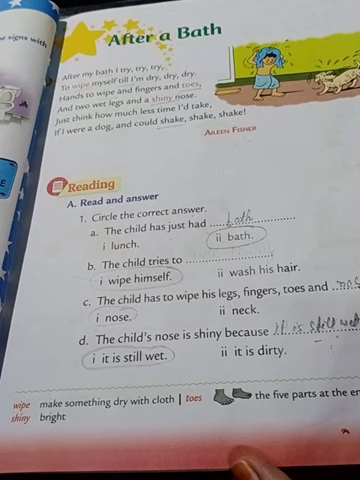 e signs with
After a Bath
After my bath I try, try, try,
To wipe myself till I'm dry, dry, dry.
Hands to wipe and fingers and toes,
And two wet legs and a shiny nose.
Just think how much less time I'd take,
If I were a dog, and could shake, shake, shake!
AILEEN FISHER
Reading
A. Read and answer
1. Circle the correct answer.
a. The child has just had bath
i lunch. ii bath.
b. The child tries to ....................
i wipe himself. ii wash his hair.
c. The child has to wipe his legs, fingers, toes and
i nose. ii neck.
d. The child's nose is shiny because it is still wet
i it is still wet. ii it is dirty.
wipe make something dry with cloth | toes the five parts at the
shiny bright